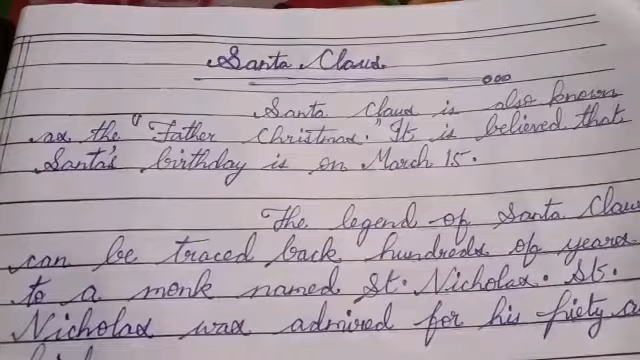 Santa Claus
Santa Claus is also known
as the "Father Christmas." It is believed that
Santa's birthday is on March 15.
The legend of Santa Claus
can be traced back hundreds of years
to a monk named St. Nicholas. St.
Nicholas was admired for his piety a